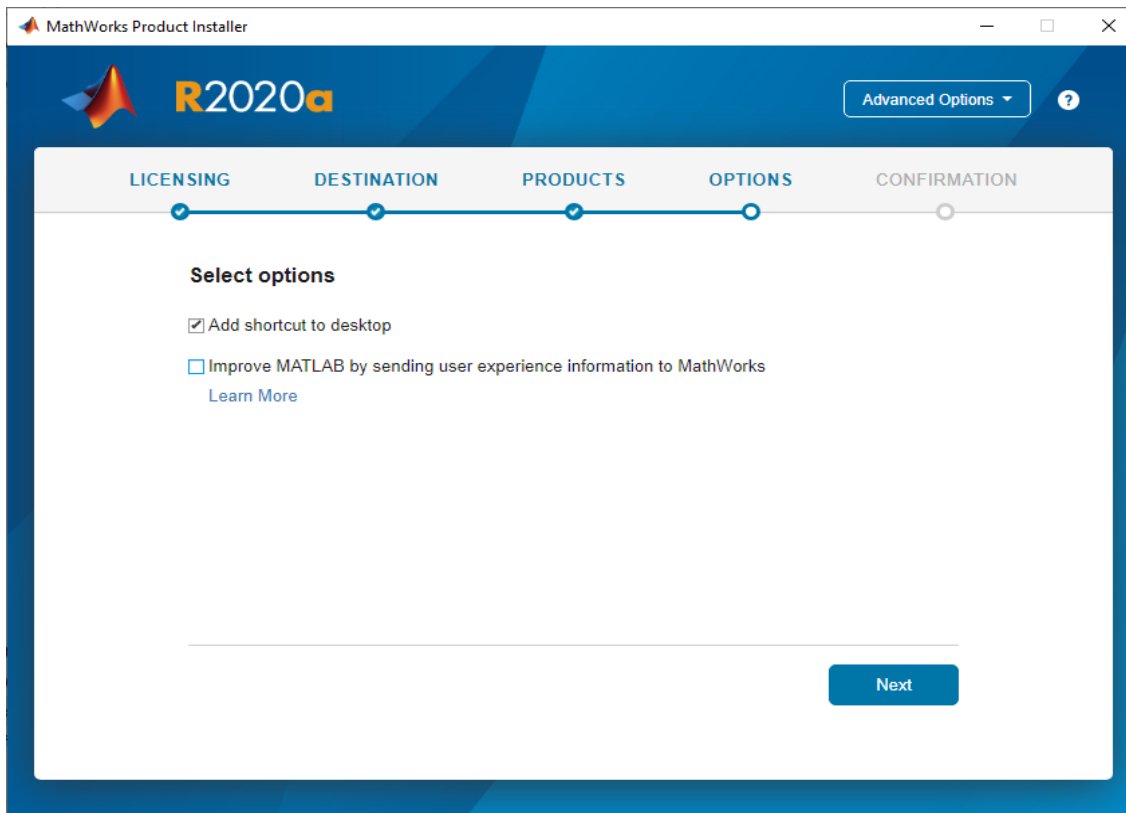 MathWorks Product Installer
R2020a
Advanced Options
?
LICENSING DESTINATION PRODUCTS OPTIONS CONFIRMATION
Select options
Add shortcut to desktop
Improve MATLAB by sending user experience information to MathWorks
Learn More
Next